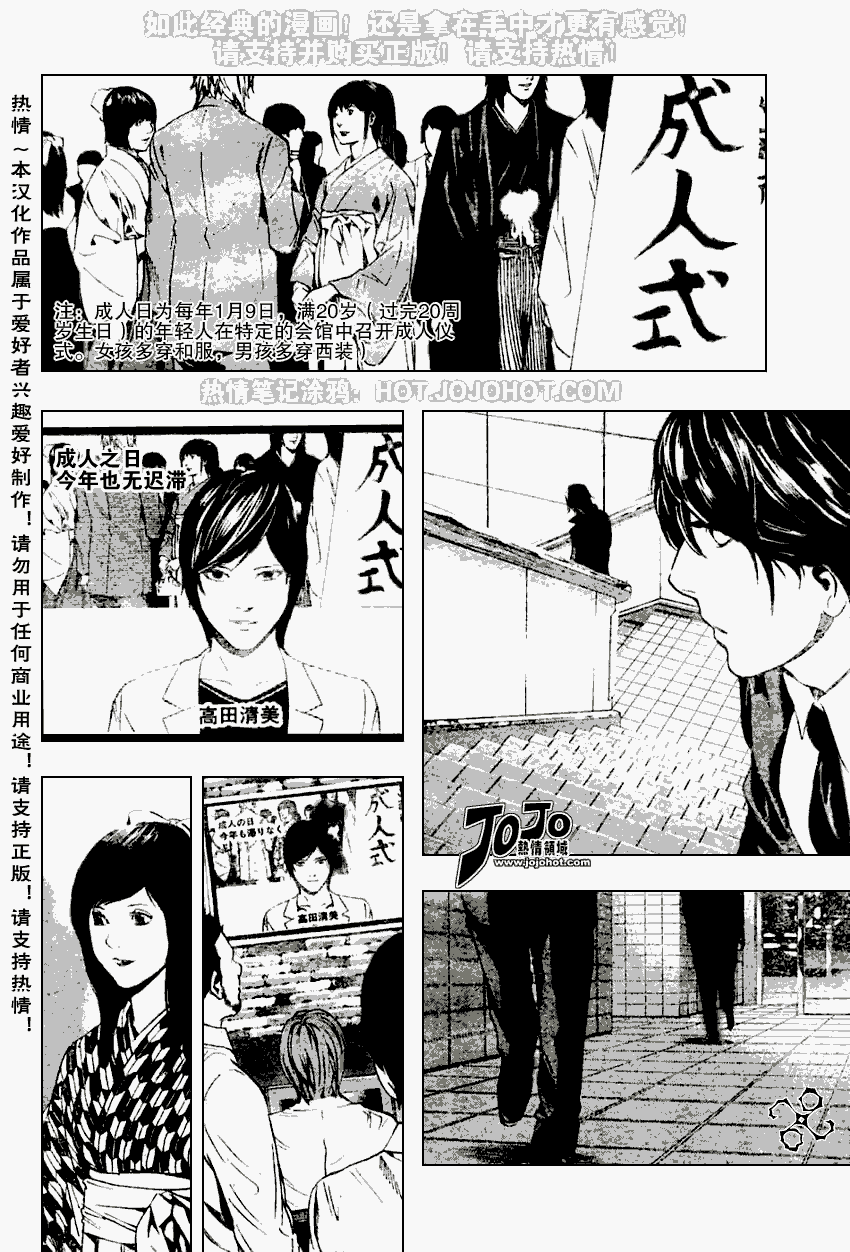 如此经典的漫画！还是拿在手中才更有感觉！
请支持并购买正版！请支持热情！
热情～本汉化作品属于爱好者兴趣爱好制作！请勿用于任何商业用途！请支持正版！请支持热情！
成人式
注：成人日为每年1月9日，满20岁（过完20周
岁生日）的年轻人在特定的会馆中召开成人仪
式。女孩多穿和服，男孩多穿西装）
热情笔记涂鸦：HOT.JOJOHOT.COM
成人之日
今年也无迟滞
成人式
高田清美
JOJO
熱情領域
www.jojohot.com
成人の日
今年も滞りなく
成人式
高田清美